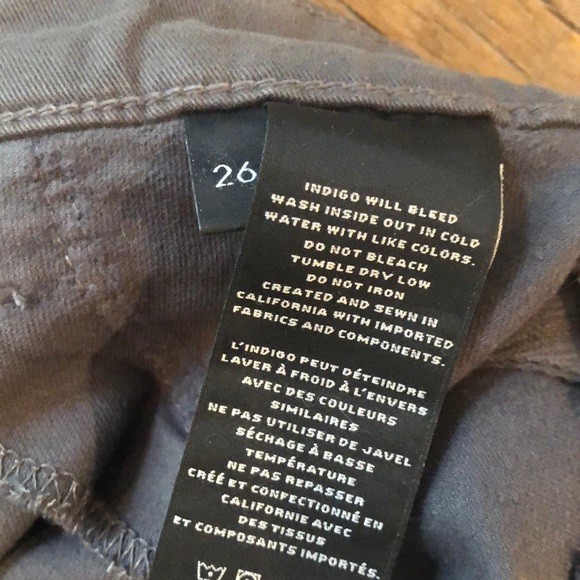 26
INDIGO WILL BLEED
WASH INSIDE OUT IN COLD
WATER WITH LIKE COLORS.
DO NOT BLEACH
TUMBLE DRY LOW
DO NOT IRON
CREATED AND SEWN IN
CALIFORNIA WITH IMPORTED
FABRICS AND COMPONENTS.
L'INDIGO PEUT DÉTEINDRE
LAVER À FROID À L'ENVERS
AVEC DES COULEURS
SIMILAIRES
NE PAS UTILISER DE JAVEL
SÉCHAGE À BASSE
TEMPÉRATURE
NE PAS REPASSER
CRÉÉ ET CONFECTIONNÉ EN
CALIFORNIE AVEC
DES TISSUS
ET COMPOSANTS IMPORTÉS.